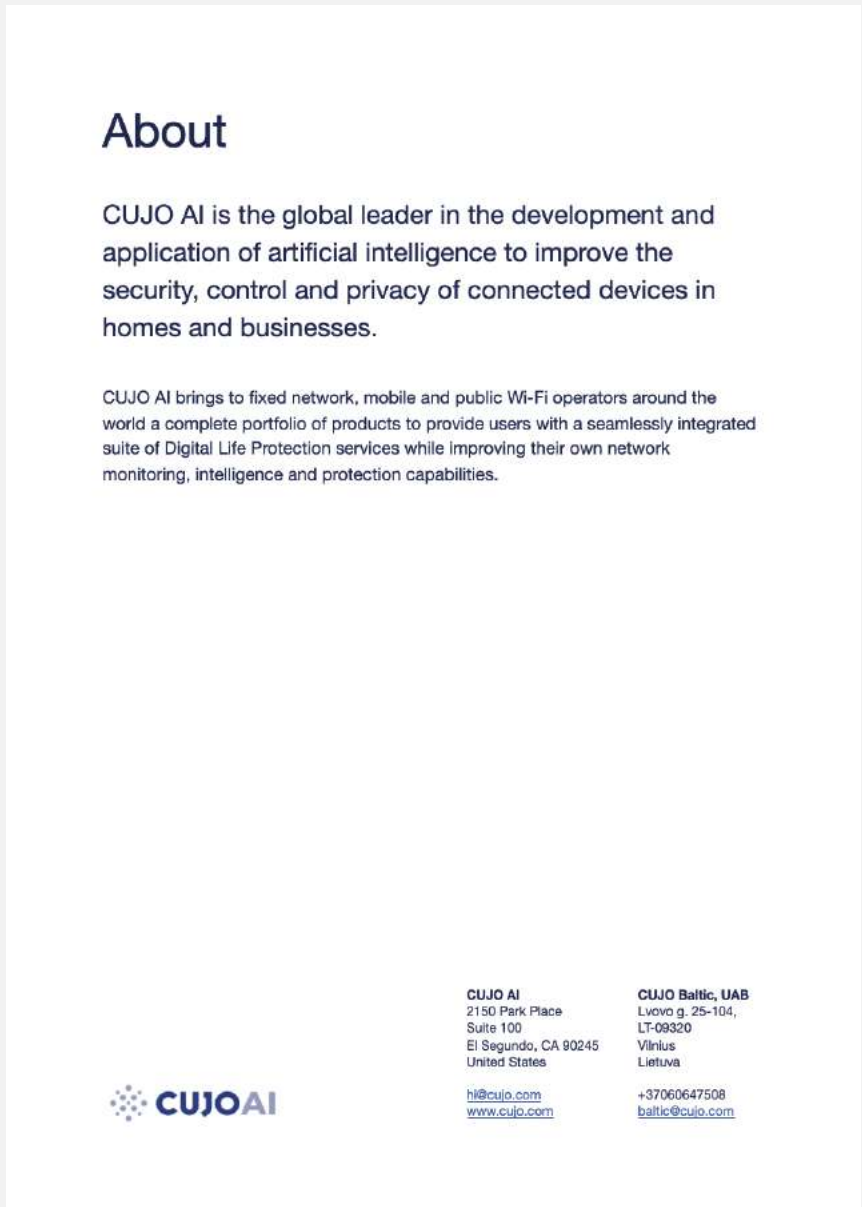 About
CUJO AI is the global leader in the development and
application of artificial intelligence to improve the
security, control and privacy of connected devices in
homes and businesses.
CUJO AI brings to fixed network, mobile and public Wi-Fi operators around the
world a complete portfolio of products to provide users with a seamlessly integrated
suite of Digital Life Protection services while improving their own network
monitoring, intelligence and protection capabilities.
CUJO AI
2150 Park Place
Suite 100
El Segundo, CA 90245
United States
hi@cujo.com
www.cujo.com
CUJO Baltic, UAB
Lvovo g. 25-104,
LT-09320
Vilnius
Lietuva
+37060647508
baltic@cujo.com
CUJOAI